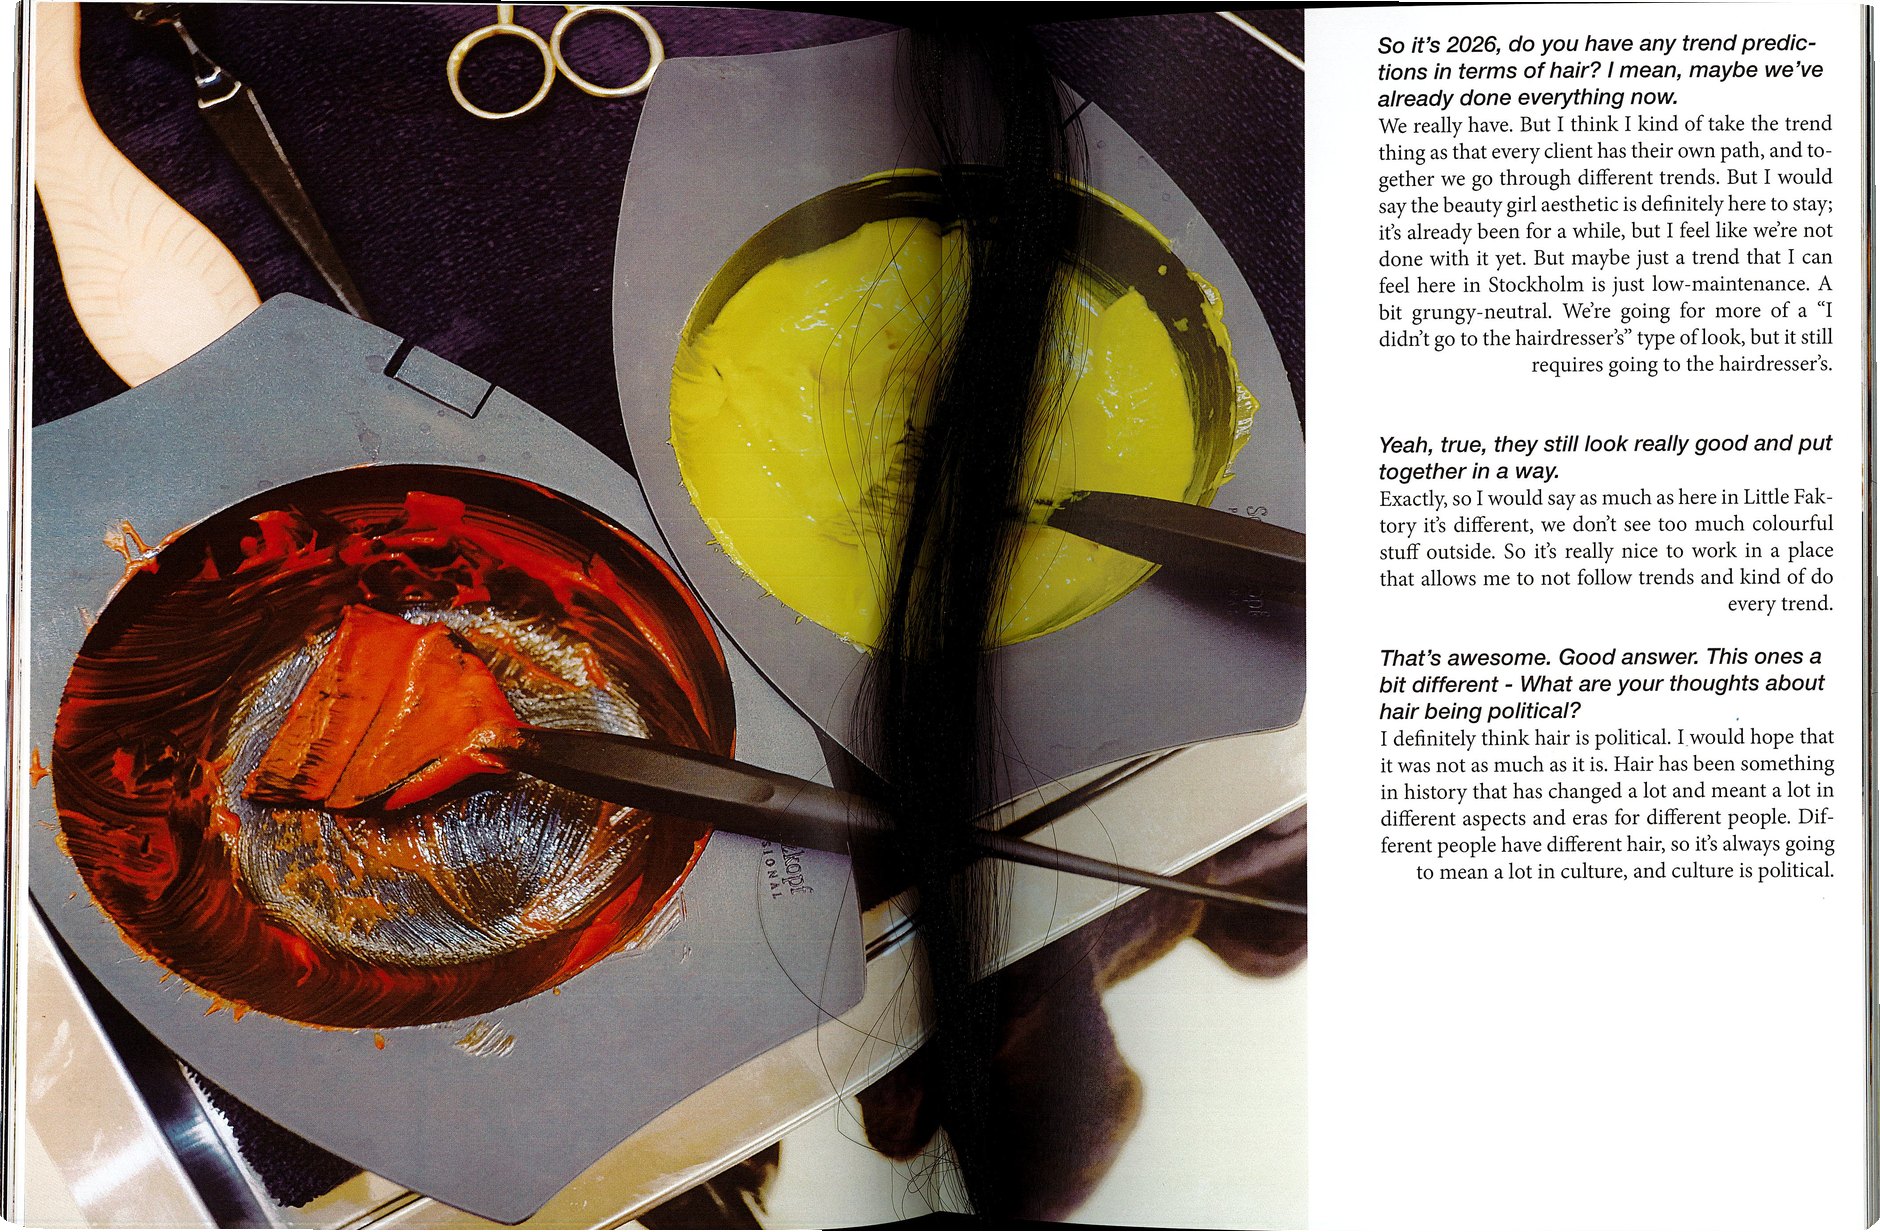 So it's 2026, do you have any trend predic-
tions in terms of hair? I mean, maybe we've
already done everything now.
We really have. But I think I kind of take the trend
thing as that every client has their own path, and to-
gether we go through different trends. But I would
say the beauty girl aesthetic is definitely here to stay;
it's already been for a while, but I feel like we're not
done with it yet. But maybe just a trend that I can
feel here in Stockholm is just low-maintenance. A
bit grungy-neutral. We're going for more of a “I
didn't go to the hairdresser's” type of look, but it still
requires going to the hairdresser's.
Yeah, true, they still look really good and put
together in a way.
Exactly, so I would say as much as here in Little Fak-
tory it's different, we don't see too much colourful
stuff outside. So it's really nice to work in a place
that allows me to not follow trends and kind of do
every trend.
That's awesome. Good answer. This ones a
bit different - What are your thoughts about
hair being political?
I definitely think hair is political. I would hope that
it was not as much as it is. Hair has been something
in history that has changed a lot and meant a lot in
different aspects and eras for different people. Dif-
ferent people have different hair, so it's always going
to mean a lot in culture, and culture is political.